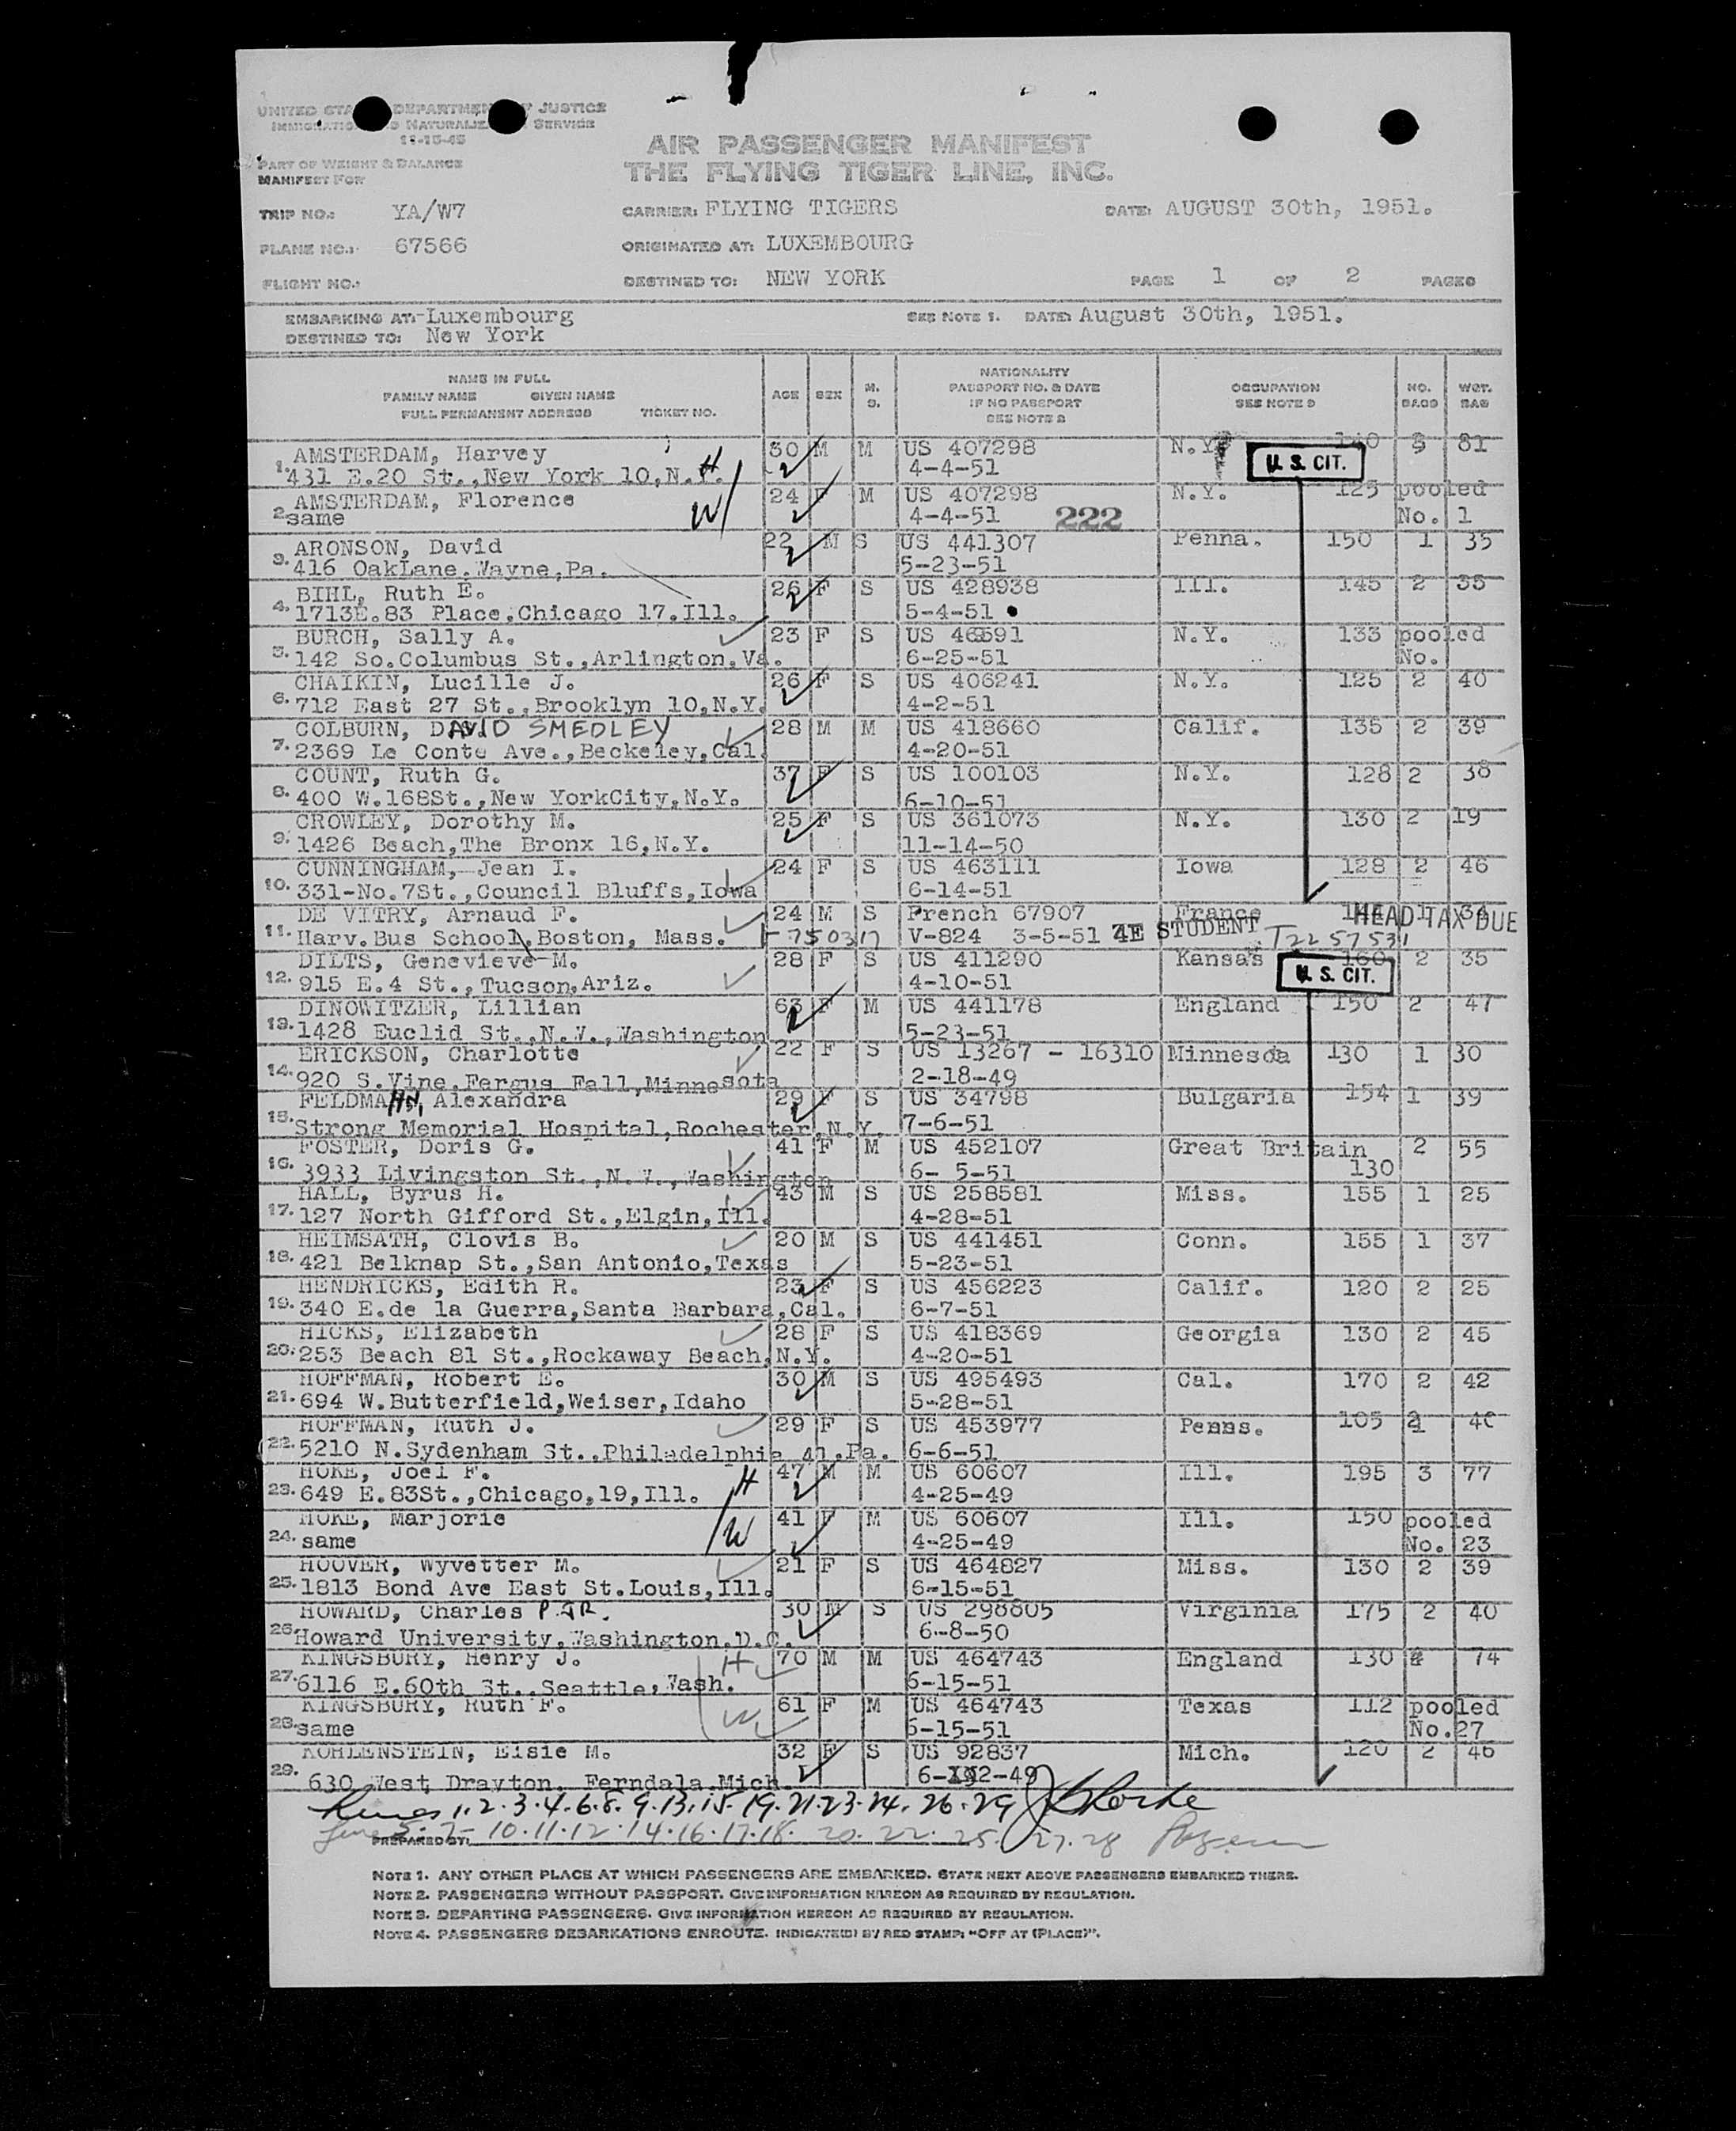 UNITED STA DEPARTMEN JUSTICE
IMMIGRATIO NATURALIZ SERVICE
11-15-45
PART OF WEIGHT & BALANCE
MANIFEST FOR
AIR PASSENGER MANIFEST
THE FLYING TIGER LINE, INC.
TRIP NO.: YA/W7 CARRIER: FLYING TIGERS DATE: AUGUST 30th, 1951.
PLANE NO.: 67566 ORIGINATED AT: LUXEMBOURG
FLIGHT NO.: DESTINED TO: NEW YORK PAGE 1 OF 2 PAGES
EMBARKING AT: Luxembourg SEE NOTE 1. DATE: August 30th, 1951.
DESTINED TO: New York
NAME IN FULL
FAMILY NAME GIVEN NAME
FULL PERMANENT ADDRESS TICKET NO.
AGE SEX M. S.
NATIONALITY
PASSPORT NO. & DATE
IF NO PASSPORT
SEE NOTE 2
OCCUPATION
SEE NOTE 3
NO. BAGS WGT. BAG
AMSTERDAM, Harvey 30 M M US 407298 N.Y. 140 3 81
1. 431 E.20 St.,New York 10,N.Y. H 4-4-51 U. S. CIT.
AMSTERDAM, Florence 24 F M US 407298 N.Y. 125 pooled
2. same W 4-4-51 222 No. 1
ARONSON, David 22 M S US 441307 Penna. 150 1 35
3. 416 OakLane.Wayne,Pa. 5-23-51
BIHL, Ruth E. 26 F S US 428938 Ill. 145 2 35
4. 1713E.83 Place,Chicago 17.Ill. 5-4-51
BURCH, Sally A. 23 F S US N.Y. 133 pooled
5. 142 So.Columbus St.,Arlington.Va. 6-25-51 No.
CHAIKIN, Lucille J. 26 F S US 406241 N.Y. 125 2 40
6. 712 East 27 St.,Brooklyn 10,N.Y. 4-2-51
COLBURN, DAVID SMEDLEY 28 M M US 418660 Calif. 135 2 39
7. 2369 Le Conte Ave.,Beckeley,Cal. 4-20-51
COUNT, Ruth G. 37 F S US 100103 N.Y. 128 2 38
8. 400 W.168St.,New YorkCity,N.Y. 6-10-51
CROWLEY, Dorothy M. 25 F S US 361073 N.Y. 130 2 19
9. 1426 Beach,The Bronx 16,N.Y. 11-14-50
CUNNINGHAM, Jean I. 24 F S US 463111 Iowa 128 2 46
10. 331-No.7St.,Council Bluffs,Iowa 6-14-51
DE VITRY, Arnaud F. 24 M S French 67907 France 1 34 HEAD TAX DUE
11. Harv.Bus School,Boston, Mass. V-824 3-5-51 4E STUDENT T2257531
DILTS, Genevieve M. 28 F S US 411290 Kansas 160 2 35
12. 915 E.4 St.,Tucson,Ariz. 4-10-51 U. S. CIT.
DINOWITZER, Lillian 63 F M US 441178 England 150 2 47
13. 1428 Euclid St.,N.W.,Washington 5-23-51
ERICKSON, Charlotte 22 F S US 13267 - 16310 Minnesoa 130 1 30
14. 920 S.Vine.Fergus Fall,Minnesota 2-18-49
FELDMAHN, Alexandra 29 F S US 34798 Bulgaria 154 1 39
15. Strong Memorial Hospital,Rochester,N.Y. 7-6-51
FOSTER, Doris G. 41 F M US 452107 Great Britain 2 55
16. 3933 Livingston St.,N.W.,Washington 6- 5-51 130
HALL, Byrus H. 43 M S US 258581 Miss. 155 1 25
17. 127 North Gifford St.,Elgin,Ill. 4-28-51
HEIMSATH, Clovis B. 20 M S US 441451 Conn. 155 1 37
18. 421 Belknap St.,San Antonio,Texas 5-23-51
HENDRICKS, Edith R. 23 F S US 456223 Calif. 120 2 25
19. 340 E.de la Guerra,Santa Barbara,Cal. 6-7-51
HICKS, Elizabeth 28 F S US 418369 Georgia 130 2 45
20. 253 Beach 81 St.,Rockaway Beach,N.Y. 4-20-51
HOFFMAN, Robert E. 30 M S US 495493 Cal. 170 2 42
21. 694 W.Butterfield,Weiser,Idaho 5-28-51
HOFFMAN, Ruth J. 29 F S US 453977 Penns. 105 40
22. 5210 N.Sydenham St.,Philadelphia 41,Pa. 6-6-51
HOKE, Joel F. 47 M M US 60607 Ill. 195 3 77
23. 649 E.83St.,Chicago,19,Ill. H 4-25-49
HOKE, Marjorie 41 F M US 60607 Ill. 150 pooled
24. same W 4-25-49 No. 23
HOOVER, Wyvetter M. 21 F S US 464827 Miss. 130 2 39
25. 1813 Bond Ave East St.Louis,Ill. 6-15-51
HOWARD, Charles P. JR. 30 M S US 298805 Virginia 175 2 40
26. Howard University,Washington,D.C. 6-8-50
KINGSBURY, Henry J. H 70 M M US 464743 England 130 74
27. 6116 E.60th St.,Seattle,Wash. 6-15-51
KINGSBURY, Ruth F. 61 F M US 464743 Texas 112 pooled
28. same W 6-15-51 No.27
KOHLENSTEIN, Elsie M. 32 F S US 92837 Mich. 120 2 46
29. 630 West Drayton. Ferndala.Mich.
1.2.3.4.6.8.9.13.15.19.21.23.24.26.29
5.7-10.11.12.14.16.17.18.20.22.25.27.28
PREPARED BY:
NOTE 1. ANY OTHER PLACE AT WHICH PASSENGERS ARE EMBARKED. STATE NEXT ABOVE PASSENGERS EMBARKED THERE.
NOTE 2. PASSENGERS WITHOUT PASSPORT. GIVE INFORMATION HEREON AS REQUIRED BY REGULATION.
NOTE 3. DEPARTING PASSENGERS. GIVE INFORMATION HEREON AS REQUIRED BY REGULATION.
NOTE 4. PASSENGERS DEBARKATIONS ENROUTE. INDICATE(D) BY RED STAMP: "OFF AT (PLACE)".